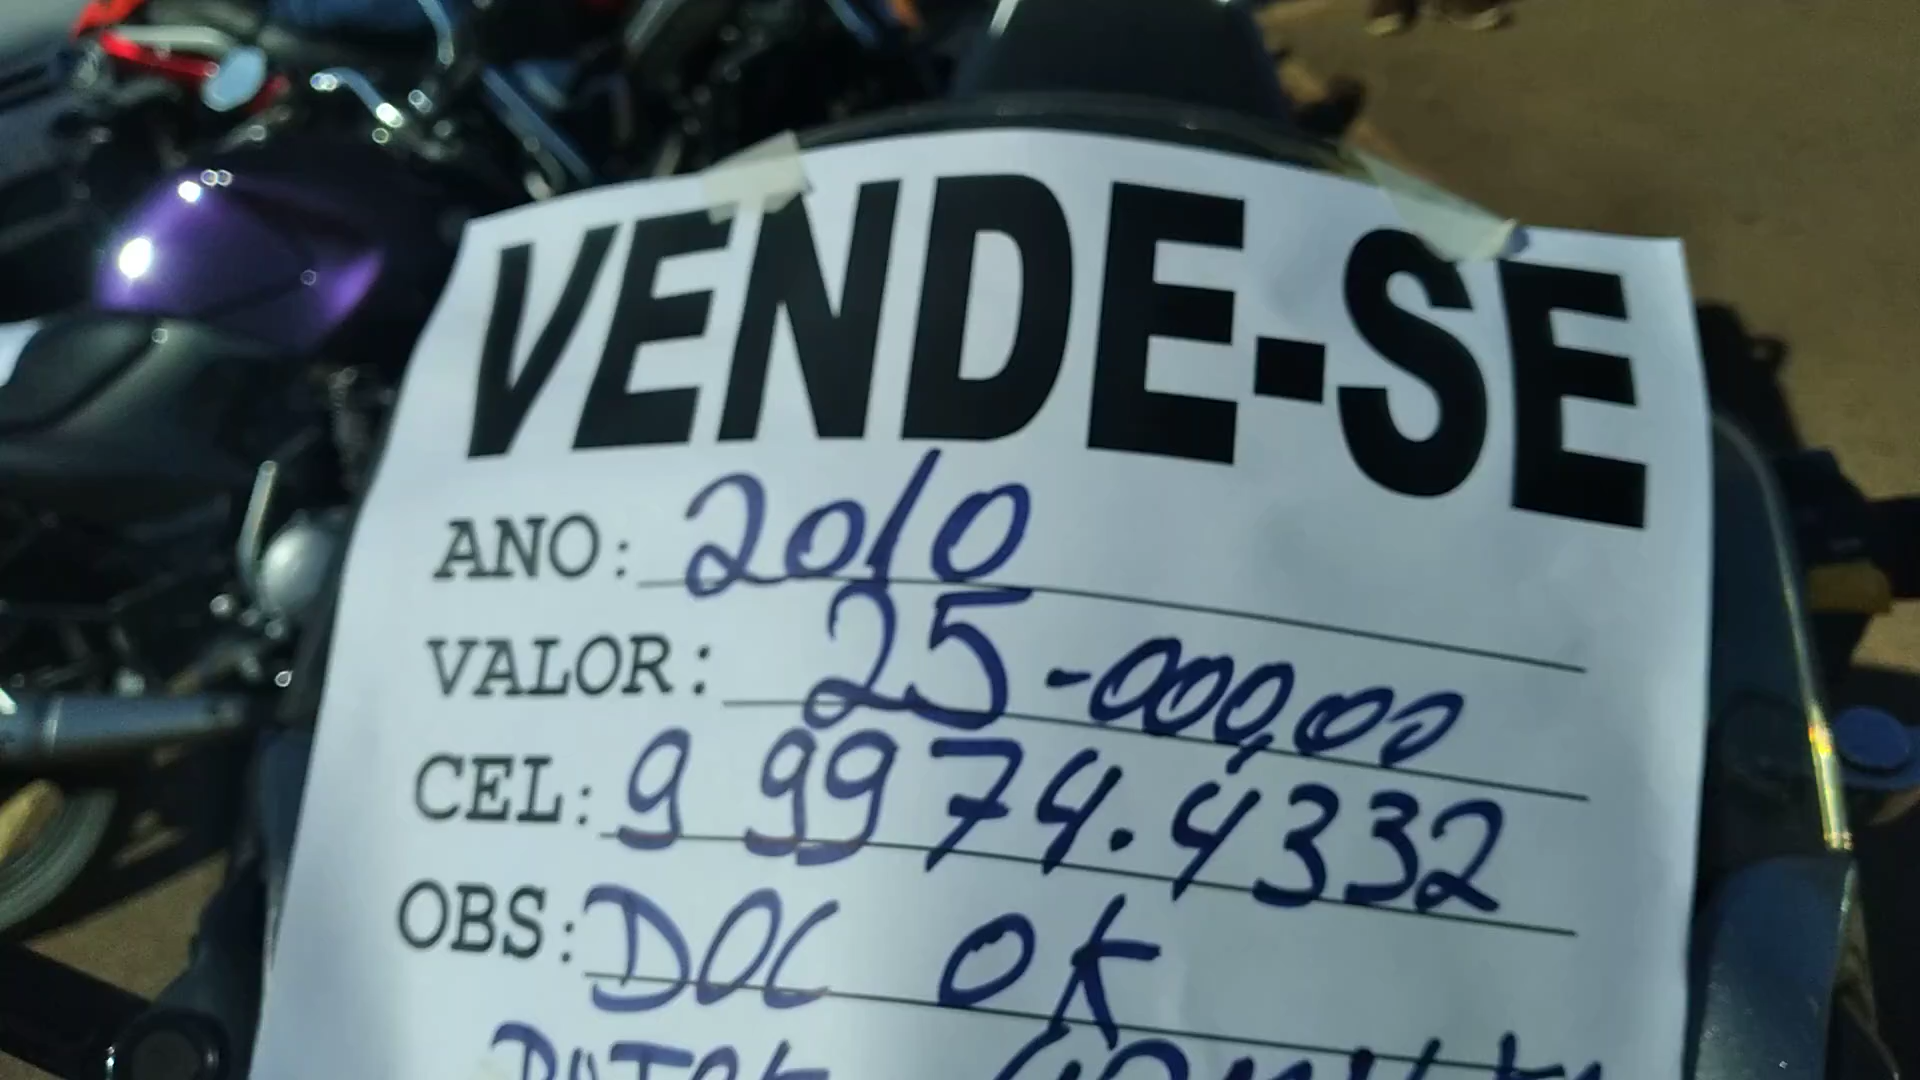 VENDE-SE
ANO: 2010
VALOR: 25-000,00
CEL: 9 9974.4332
OBS: DOC OK